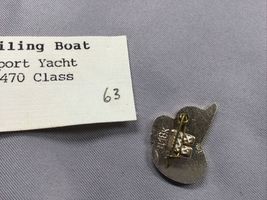 iling Boat
port Yacht
470 Class
63